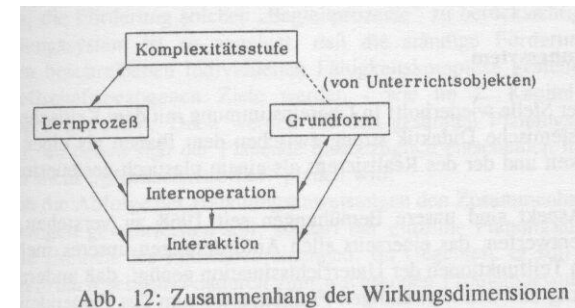 Komplexitätsstufe
(von Unterrichtsobjekten)
Lernprozeß
Grundform
Internoperation
Interaktion
Abb. 12: Zusammenhang der Wirkungsdimensionen